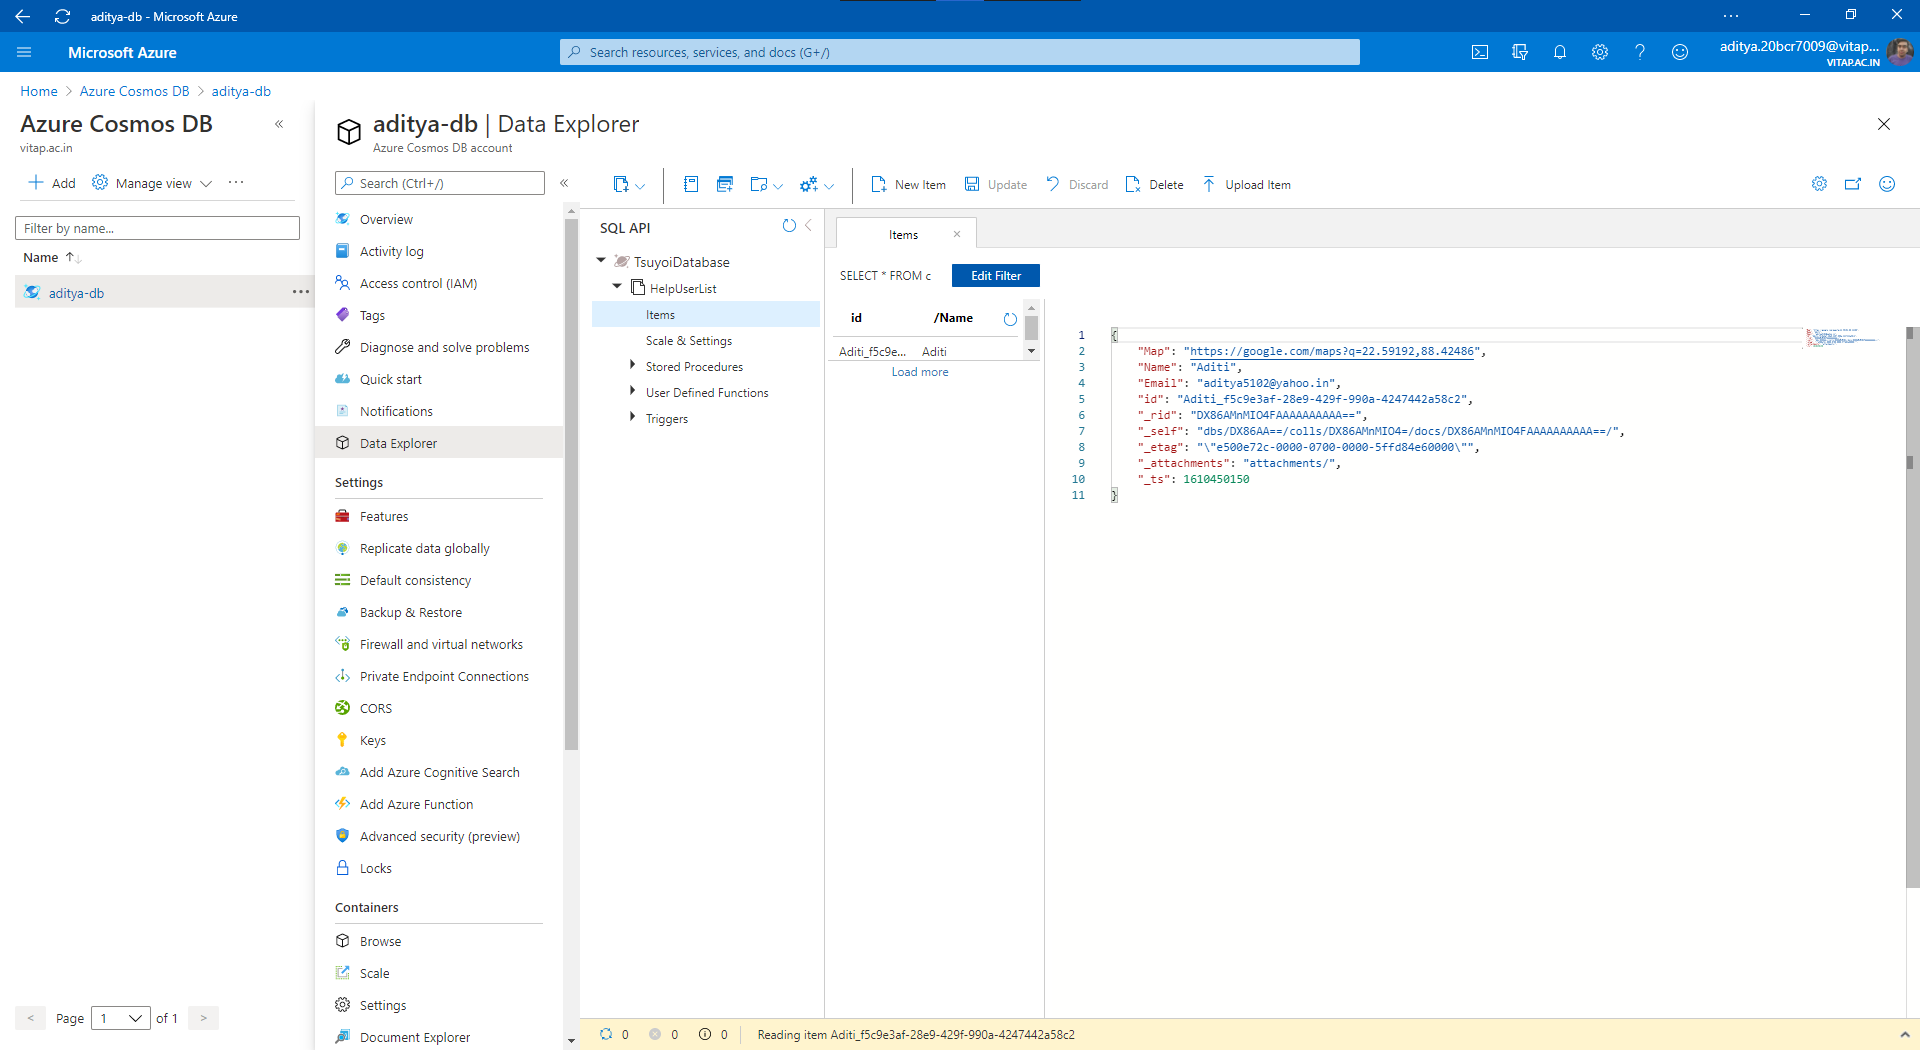 aditya-db - Microsoft Azure
Microsoft Azure
Search resources, services, and docs (G+/)
aditya.20bcr7009@vitap...
VITAP.AC.IN
Home > Azure Cosmos DB > aditya-db
Azure Cosmos DB
vitap.ac.in
Add Manage view
Filter by name...
Name
aditya-db
Page 1 of 1
aditya-db | Data Explorer
Azure Cosmos DB account
Search (Ctrl+/)
Overview
Activity log
Access control (IAM)
Tags
Diagnose and solve problems
Quick start
Notifications
Data Explorer
Settings
Features
Replicate data globally
Default consistency
Backup & Restore
Firewall and virtual networks
Private Endpoint Connections
CORS
Keys
Add Azure Cognitive Search
Add Azure Function
Advanced security (preview)
Locks
Containers
Browse
Scale
Settings
Document Explorer
New Item Update Discard Delete Upload Item
SQL API
TsuyoiDatabase
HelpUserList
Items
Scale & Settings
Stored Procedures
User Defined Functions
Triggers
Items
SELECT * FROM c Edit Filter
id /Name
Aditi_f5c9e... Aditi
Load more
1 {
2 "Map": "https://google.com/maps?q=22.59192,88.42486",
3 "Name": "Aditi",
4 "Email": "aditya5102@yahoo.in",
5 "id": "Aditi_f5c9e3af-28e9-429f-990a-4247442a58c2",
6 "_rid": "DX86AMnMIO4FAAAAAAAAAA==",
7 "_self": "dbs/DX86AA==/colls/DX86AMnMIO4=/docs/DX86AMnMIO4FAAAAAAAAAA==/",
8 "_etag": "\"e500e72c-0000-0700-0000-5ffd84e60000\"",
9 "_attachments": "attachments/",
10 "_ts": 1610450150
11 }
0 0 0 Reading item Aditi_f5c9e3af-28e9-429f-990a-4247442a58c2